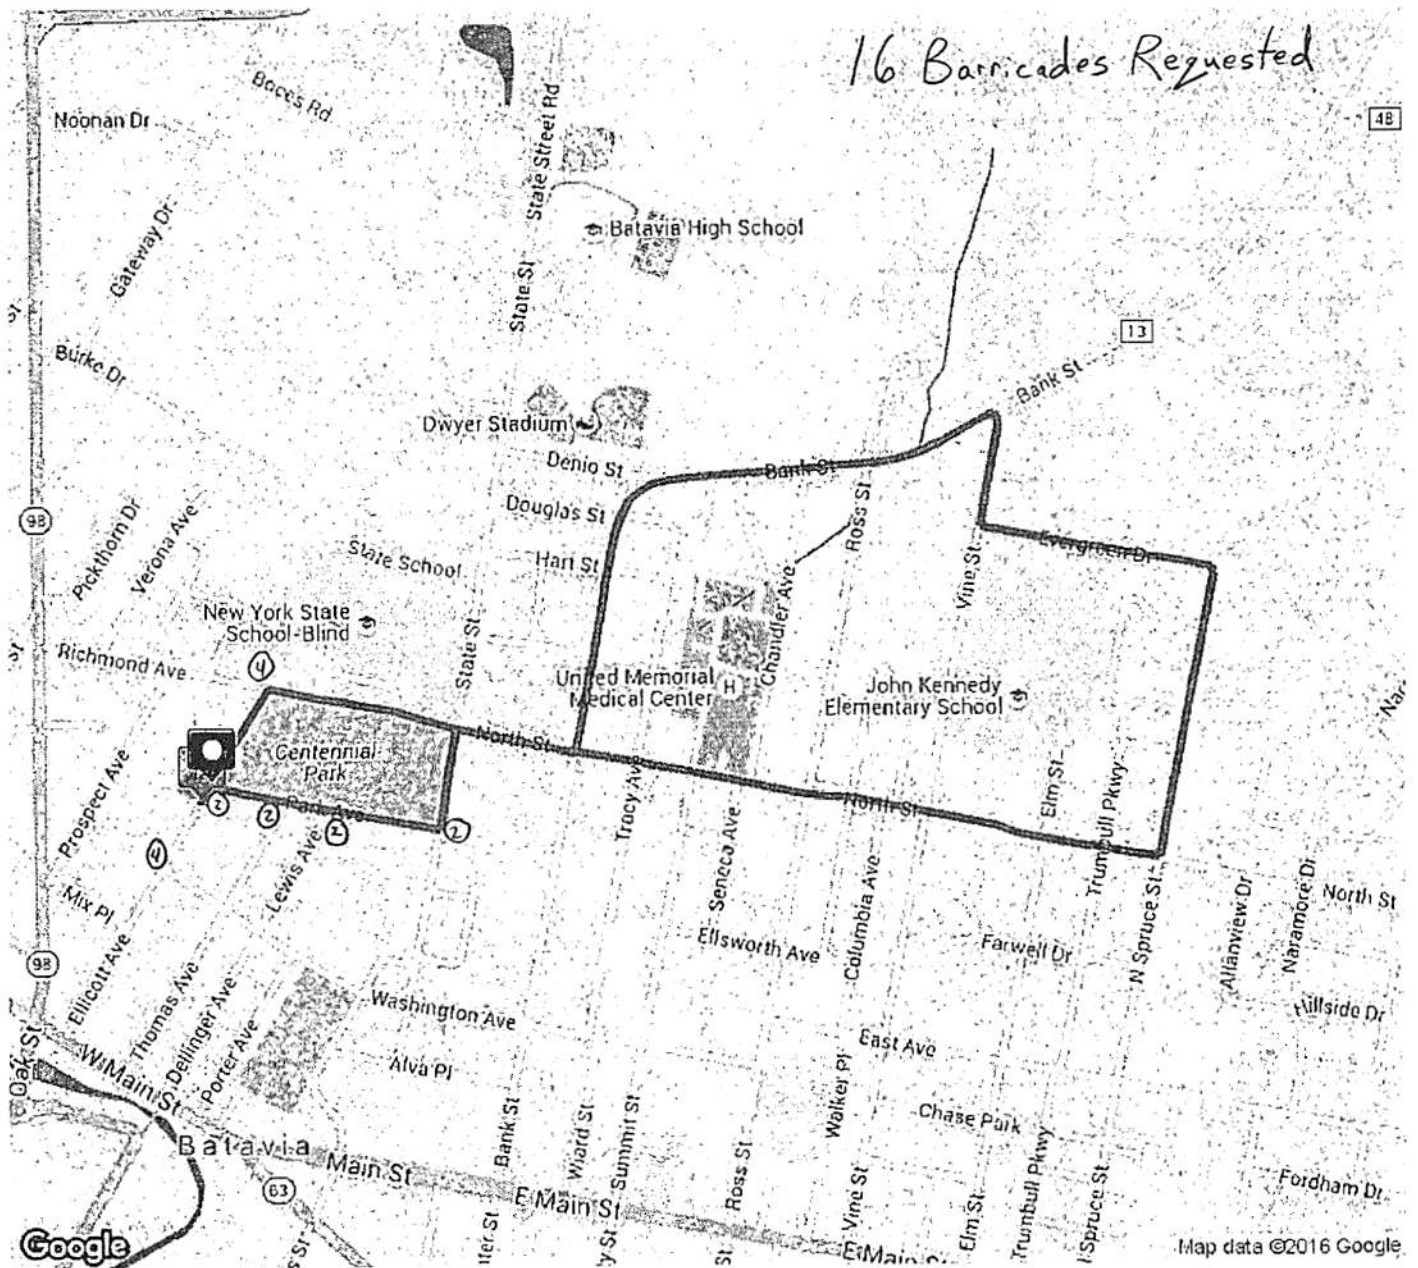 16 Barricades Requested
Boces Rd
Noonan Dr
48
State Street Rd
Batavia High School
Gateway Dr
State St
13
Burke Dr
Bank St
Dwyer Stadium
Denio St
Bank St
Douglas St
Ross St
98
Pickthorn Dr
Verona Ave
State School
Hart St
Evergreen Dr
Vine St
Chandler Ave
New York State
School-Blind
State St
St
Richmond Ave
4
United Memorial
Medical Center
H
John Kennedy
Elementary School
Nar
North St
Centennial
Park
Prospect Ave
Tracy Ave
Elm St
Trumbull Pkwy
2
Park Ave
2
2
2
North St
4
Lewis Ave
Seneca Ave
Mix Pl
Columbia Ave
N Spruce St
Allanview Dr
Naramore Dr
North St
Ellsworth Ave
Farwell Dr
98
Ellicott Ave
Thomas Ave
Dellinger Ave
Porter Ave
Washington Ave
Hillside Dr
Oak St
W Main St
Alva Pl
East Ave
Walker Pl
Chase Park
Batavia
Main St
Bank St
Wiard St
Summit St
Ross St
Vine St
Elm St
Trumbull Pkwy
Spruce St
Fordham Dr
63
E Main St
E Main S
Google
Map data ©2016 Google